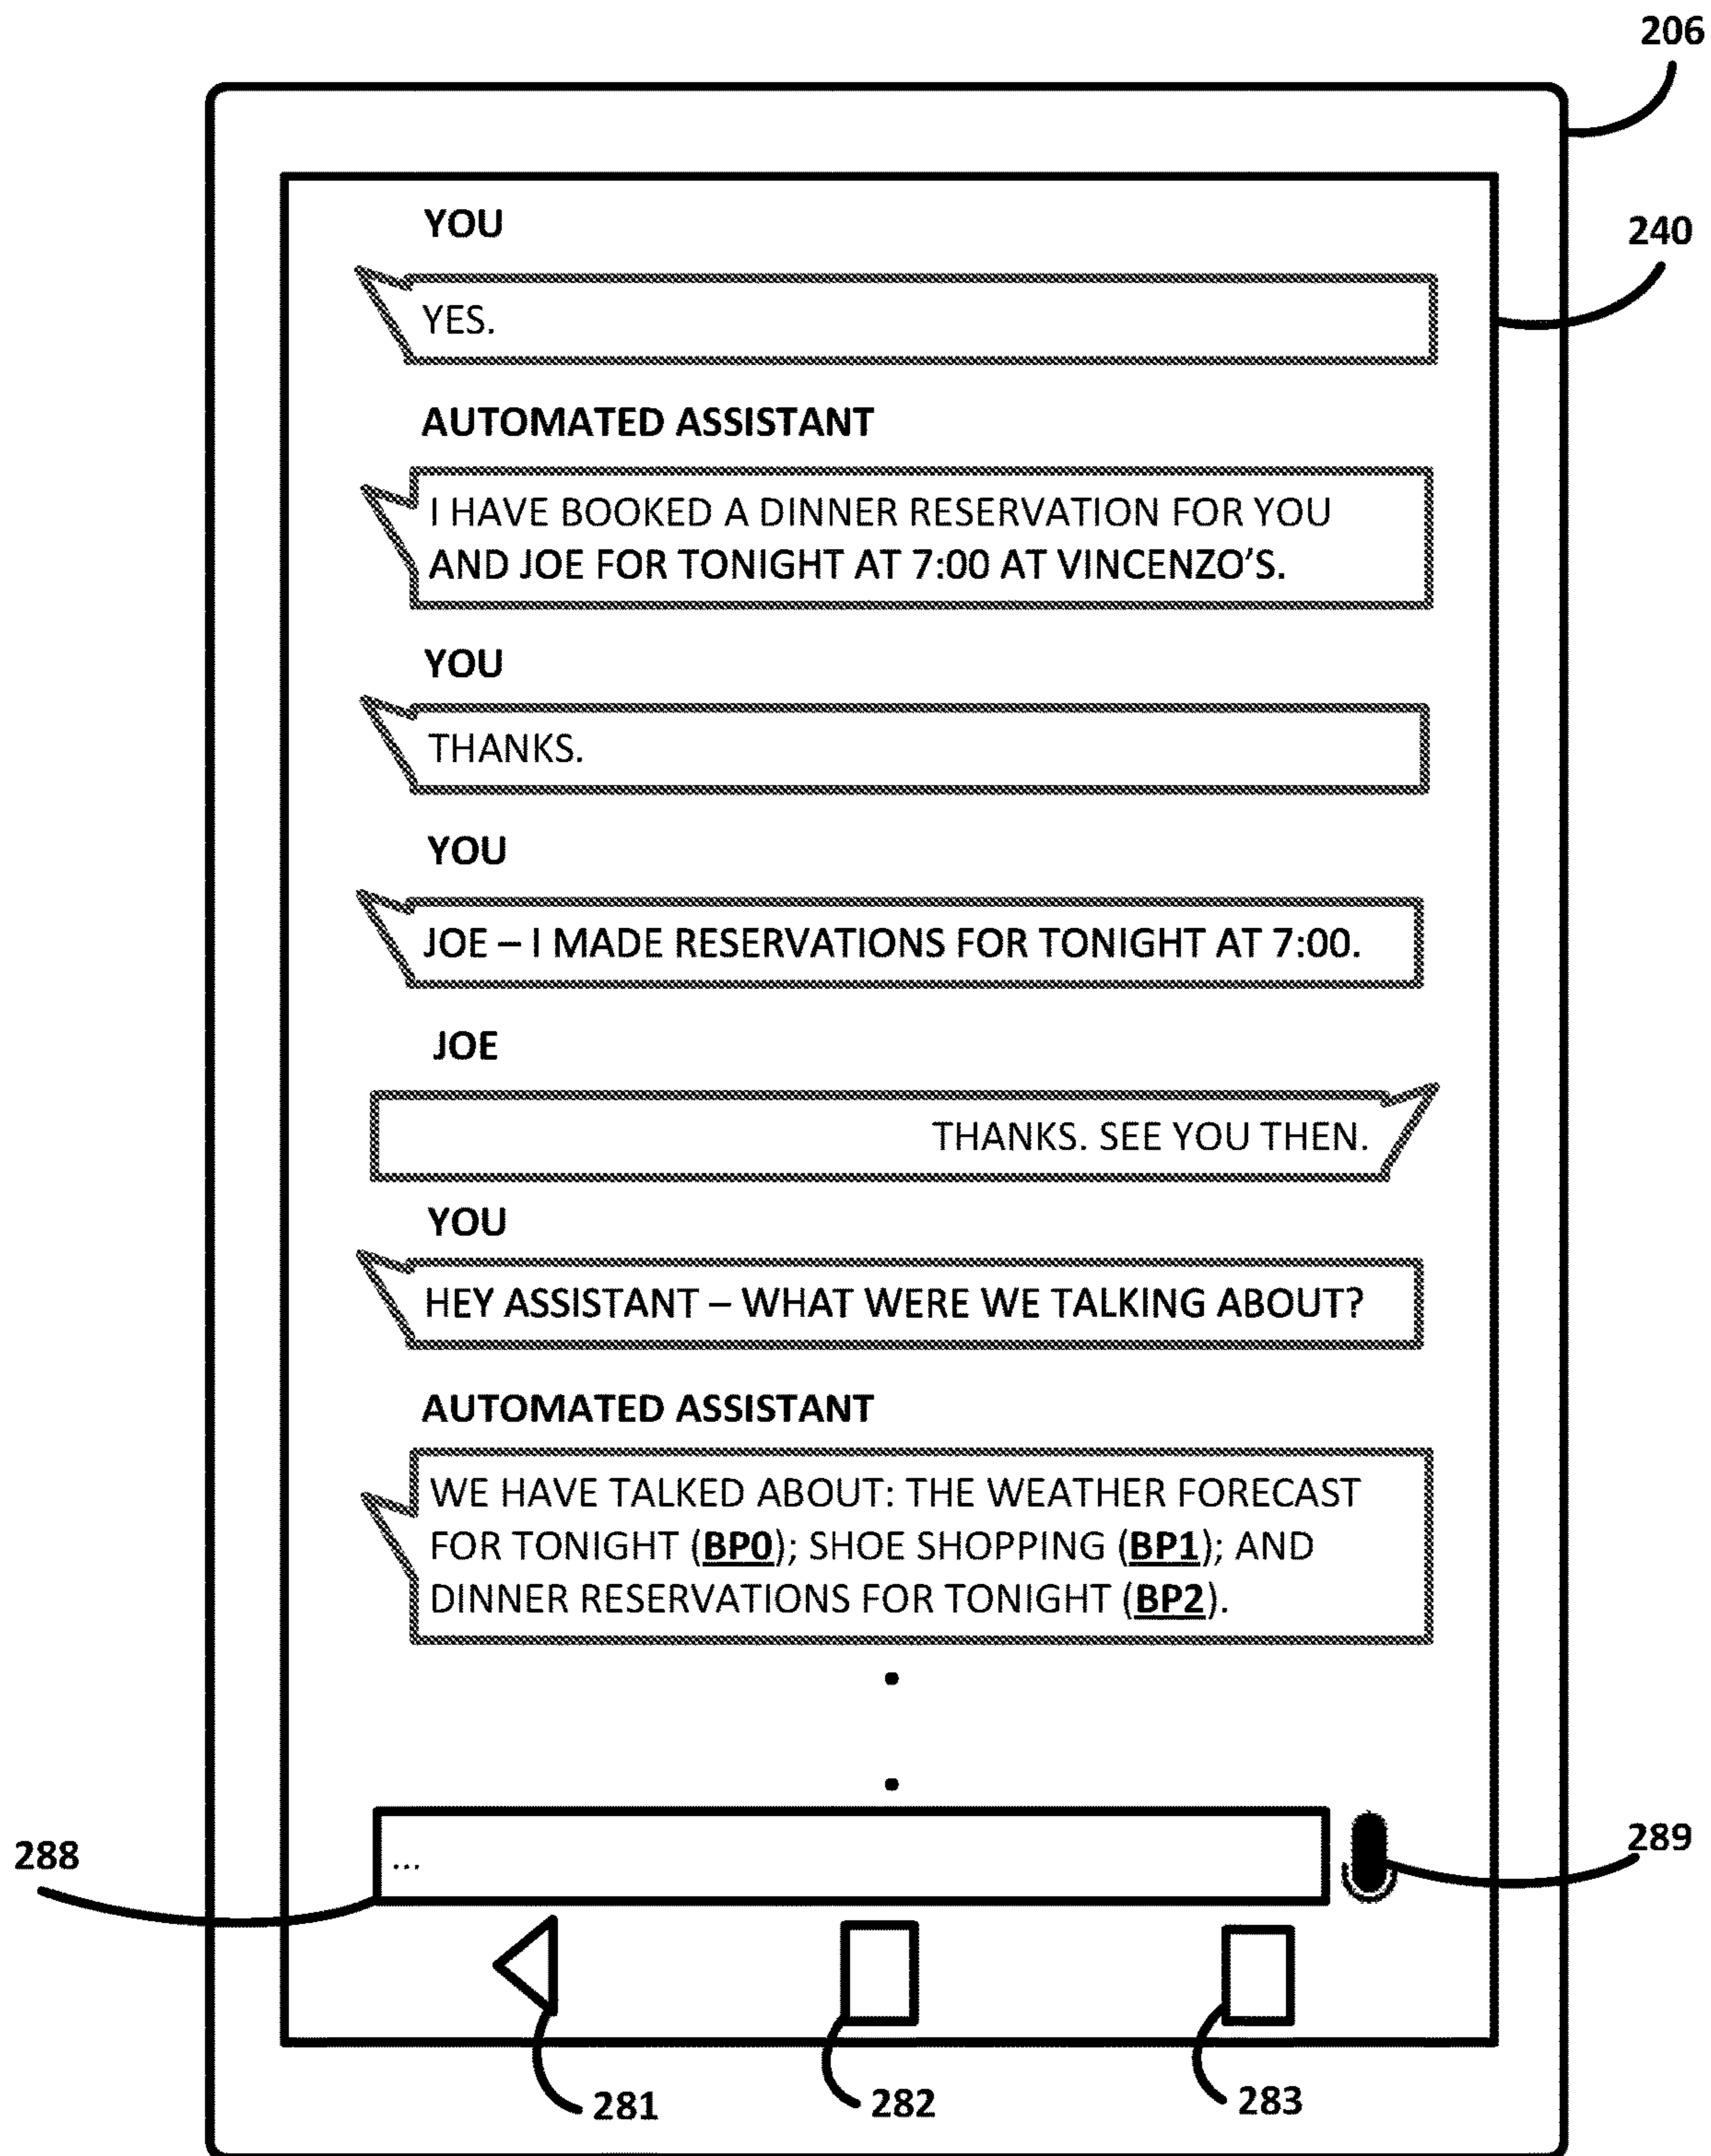 206
240
YOU
YES.
AUTOMATED ASSISTANT
I HAVE BOOKED A DINNER RESERVATION FOR YOU
AND JOE FOR TONIGHT AT 7:00 AT VINCENZO'S.
YOU
THANKS.
YOU
JOE – I MADE RESERVATIONS FOR TONIGHT AT 7:00.
JOE
THANKS. SEE YOU THEN.
YOU
HEY ASSISTANT – WHAT WERE WE TALKING ABOUT?
AUTOMATED ASSISTANT
WE HAVE TALKED ABOUT: THE WEATHER FORECAST
FOR TONIGHT (BP0); SHOE SHOPPING (BP1); AND
DINNER RESERVATIONS FOR TONIGHT (BP2).
288
...
289
281
282
283